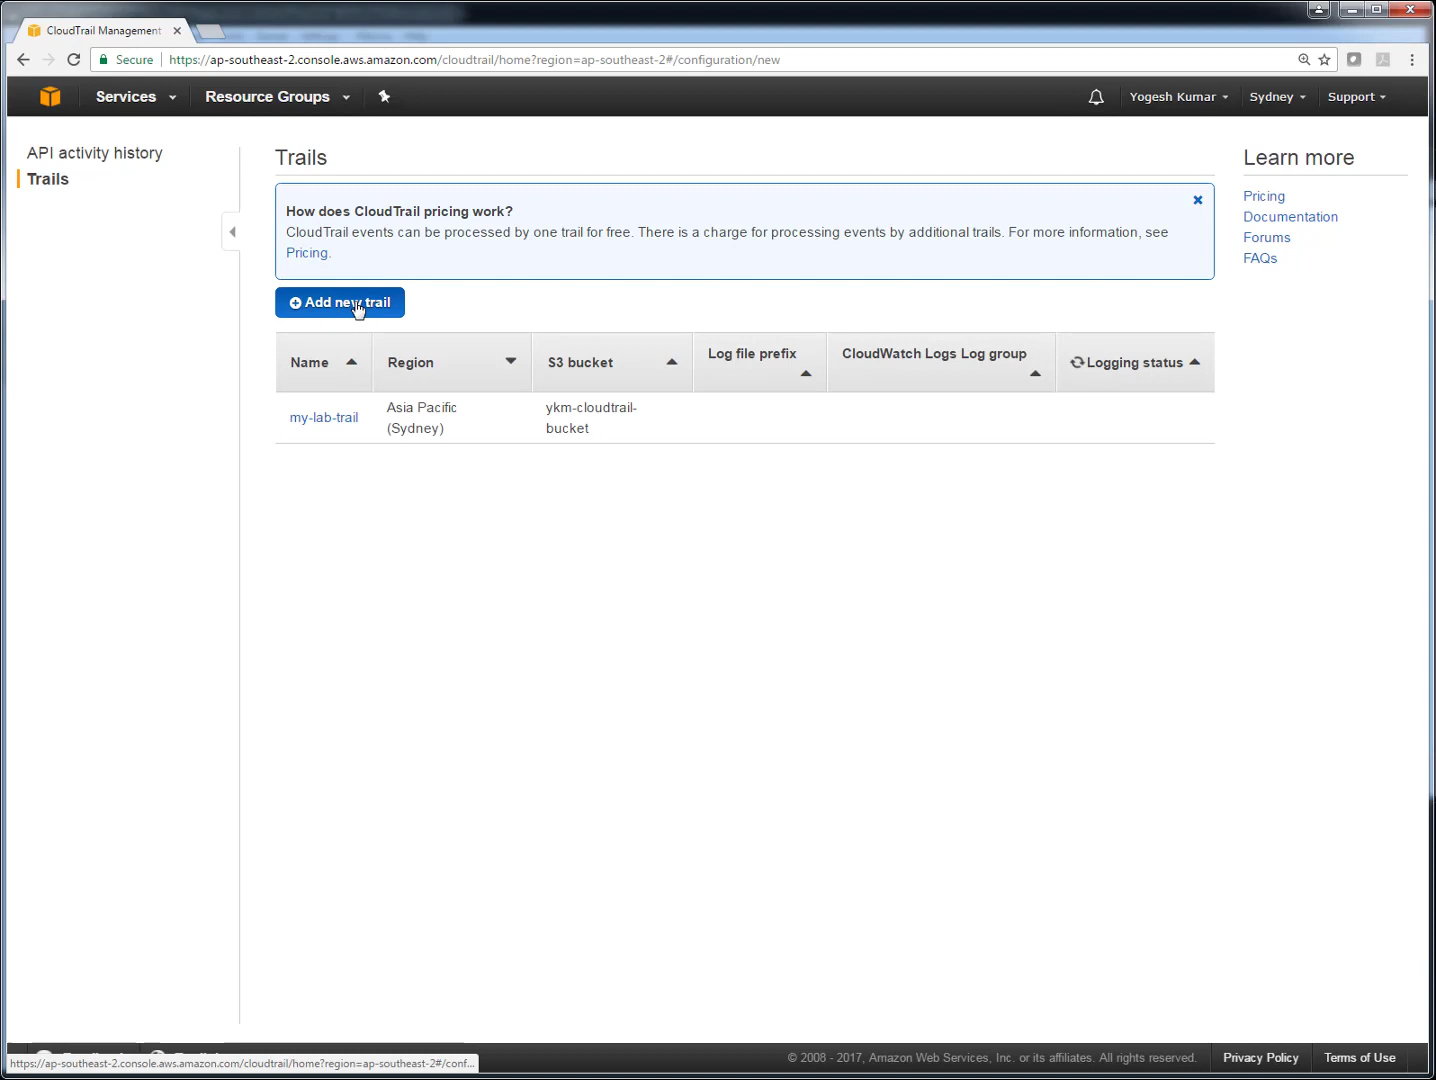 CloudTrail Management
Secure
https://ap-southeast-2.console.aws.amazon.com/cloudtrail/home?region=ap-southeast-2#/configuration/new
Services
Resource Groups
Yogesh Kumar
Sydney
Support
API activity history
Trails
Trails
How does CloudTrail pricing work?
CloudTrail events can be processed by one trail for free. There is a charge for processing events by additional trails. For more information, see
Pricing.
Add new trail
Name
Region
S3 bucket
Log file prefix
CloudWatch Logs Log group
Logging status
my-lab-trail
Asia Pacific
(Sydney)
ykm-cloudtrail-
bucket
Learn more
Pricing
Documentation
Forums
FAQs
https://ap-southeast-2.console.aws.amazon.com/cloudtrail/home?region=ap-southeast-2#/conf...
© 2008 - 2017, Amazon Web Services, Inc. or its affiliates. All rights reserved.
Privacy Policy
Terms of Use